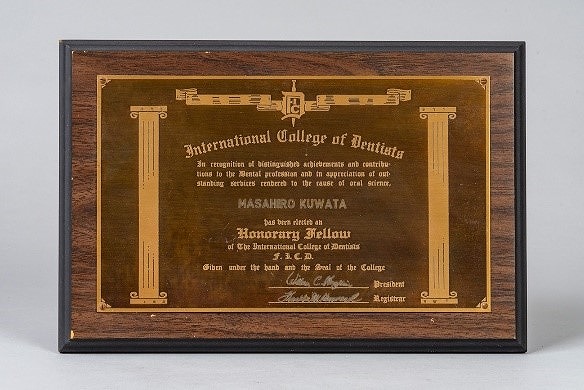 International College of Dentists
In recognition of distinguished achievements and contribu-
tions to the Dental profession and in appreciation of out-
standing services rendered to the cause of oral science,
MASAHIRO KUWATA
has been elected an
Honorary Fellow
of The International College of Dentists
F. I. C. D.
Given under the hand and the Seal of the College
President
Registrar